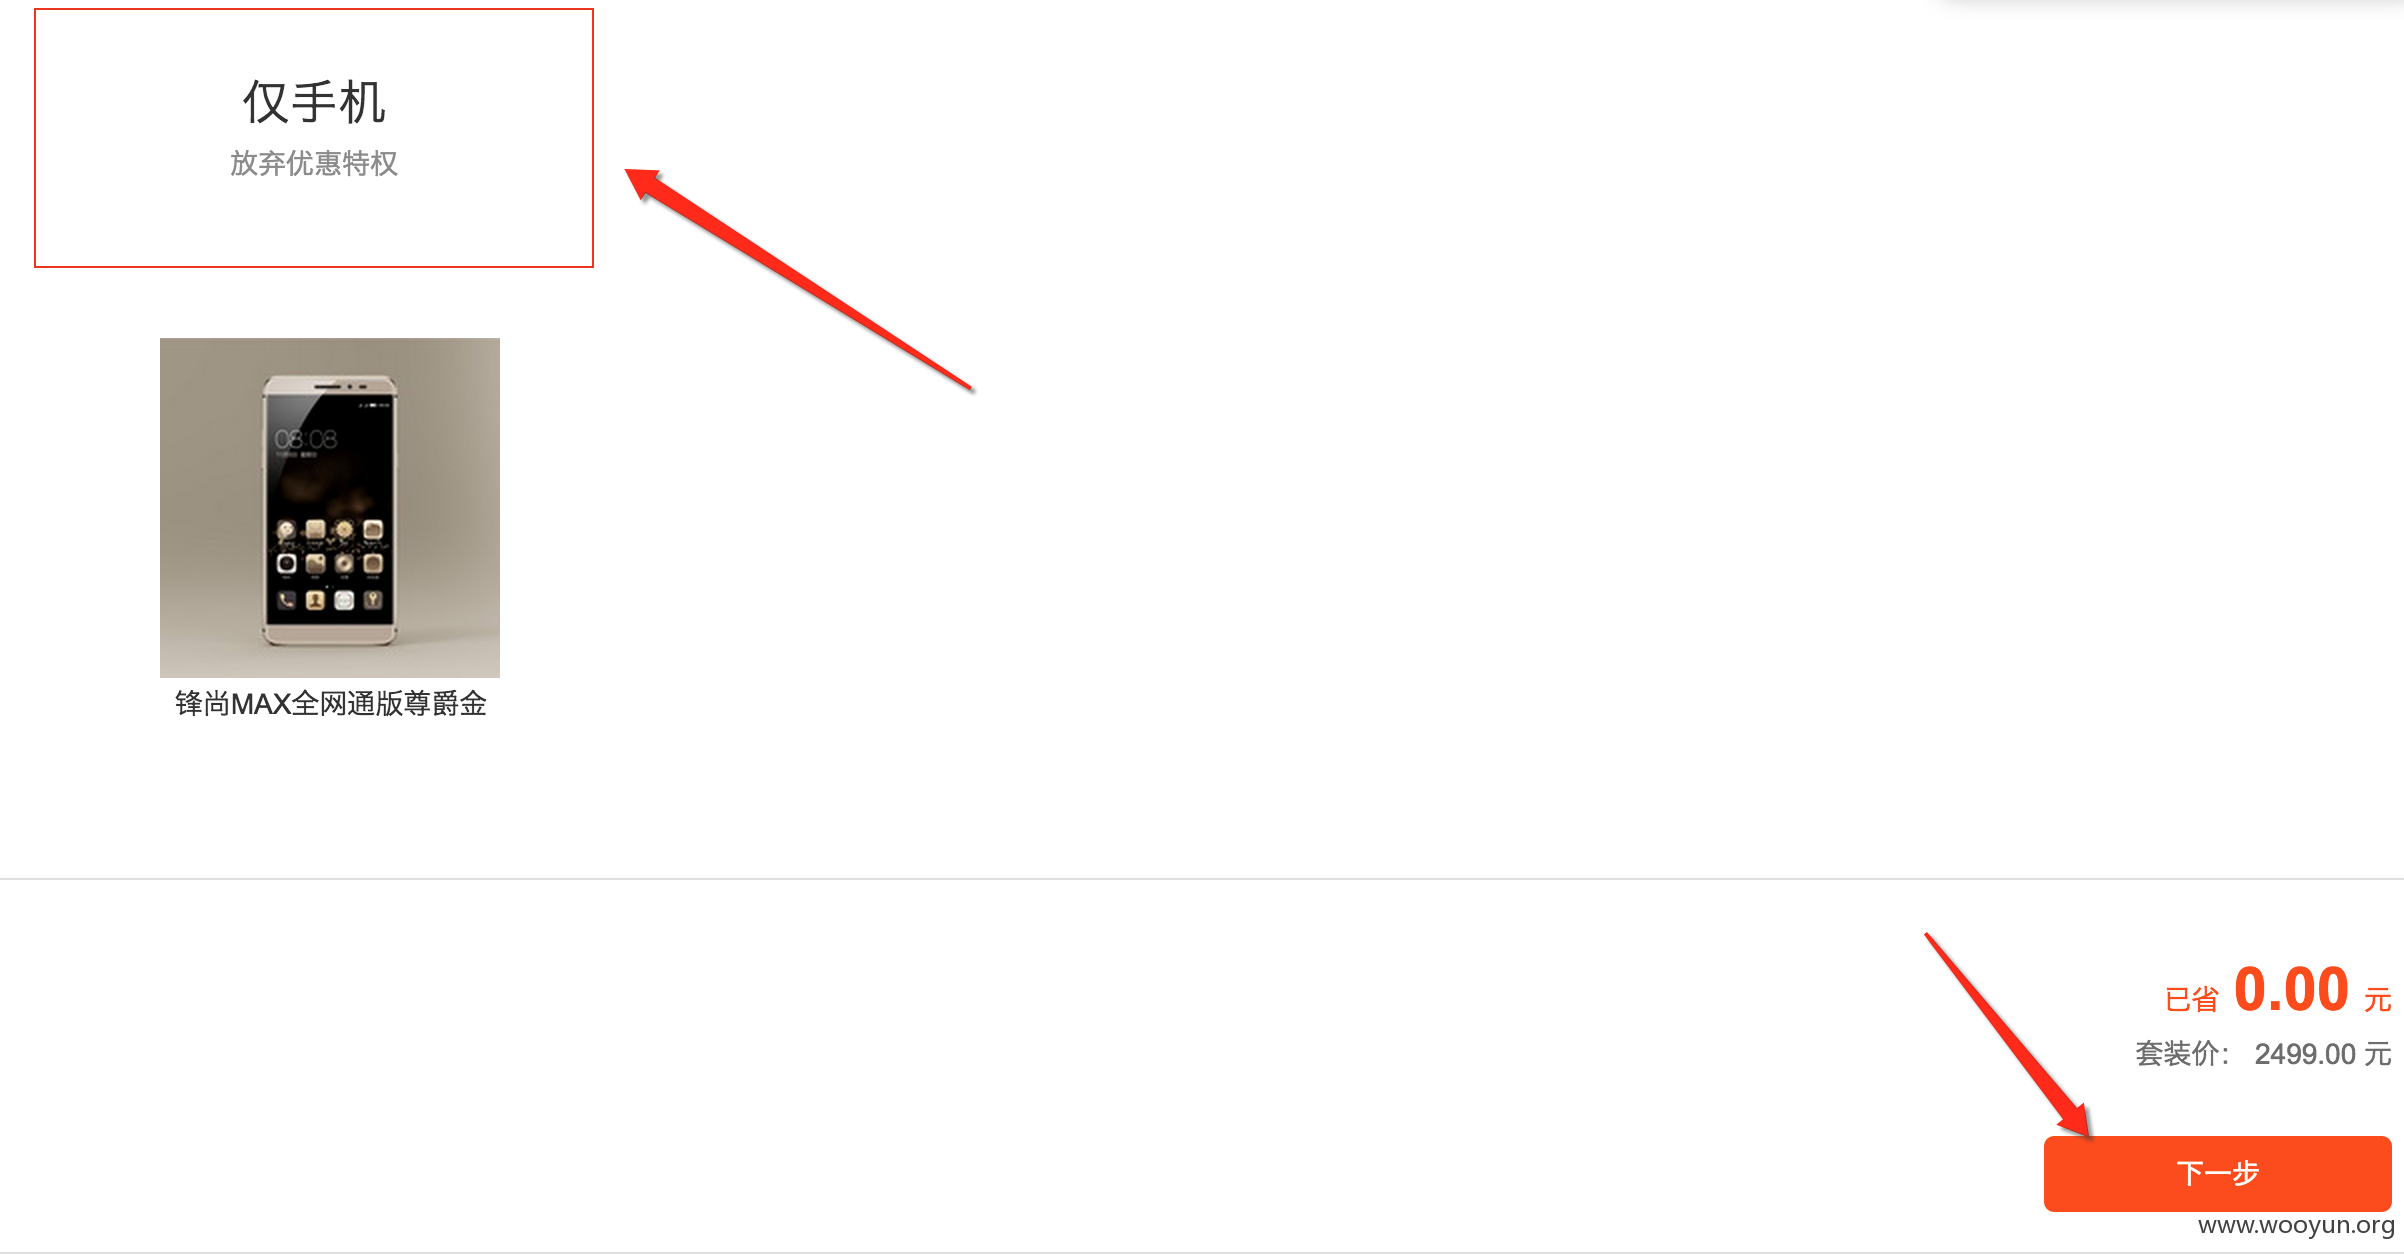 仅手机
放弃优惠特权
08:08
锋尚MAX全网通版尊爵金
已省 0.00 元
套装价： 2499.00 元
下一步
www.wooyun.org